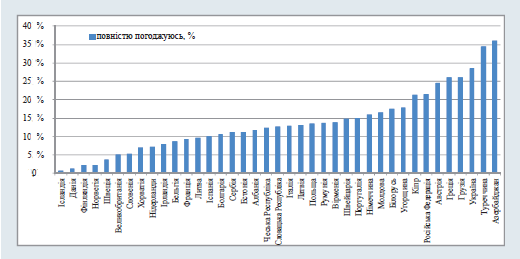 40 %
35 %
30 %
25 %
20 %
15 %
10 %
5 %
0
повністю погоджуюсь, %
Ісландія
Данія
Фінляндія
Норвегія
Швеція
Великобританія
Словенія
Хорватія
Нідерланди
Ірландія
Бельгія
Франція
Литва
Іспанія
Болгарія
Сербія
Естонія
Албанія
Чеська Республіка
Словацька Республіка
Італія
Латвія
Польща
Румунія
Вірменія
Швейцарія
Португалія
Німеччина
Молдова
Білорусь
Угорщина
Кіпр
Російська Федерація
Австрія
Греція
Грузія
Україна
Туреччина
Азербайджан